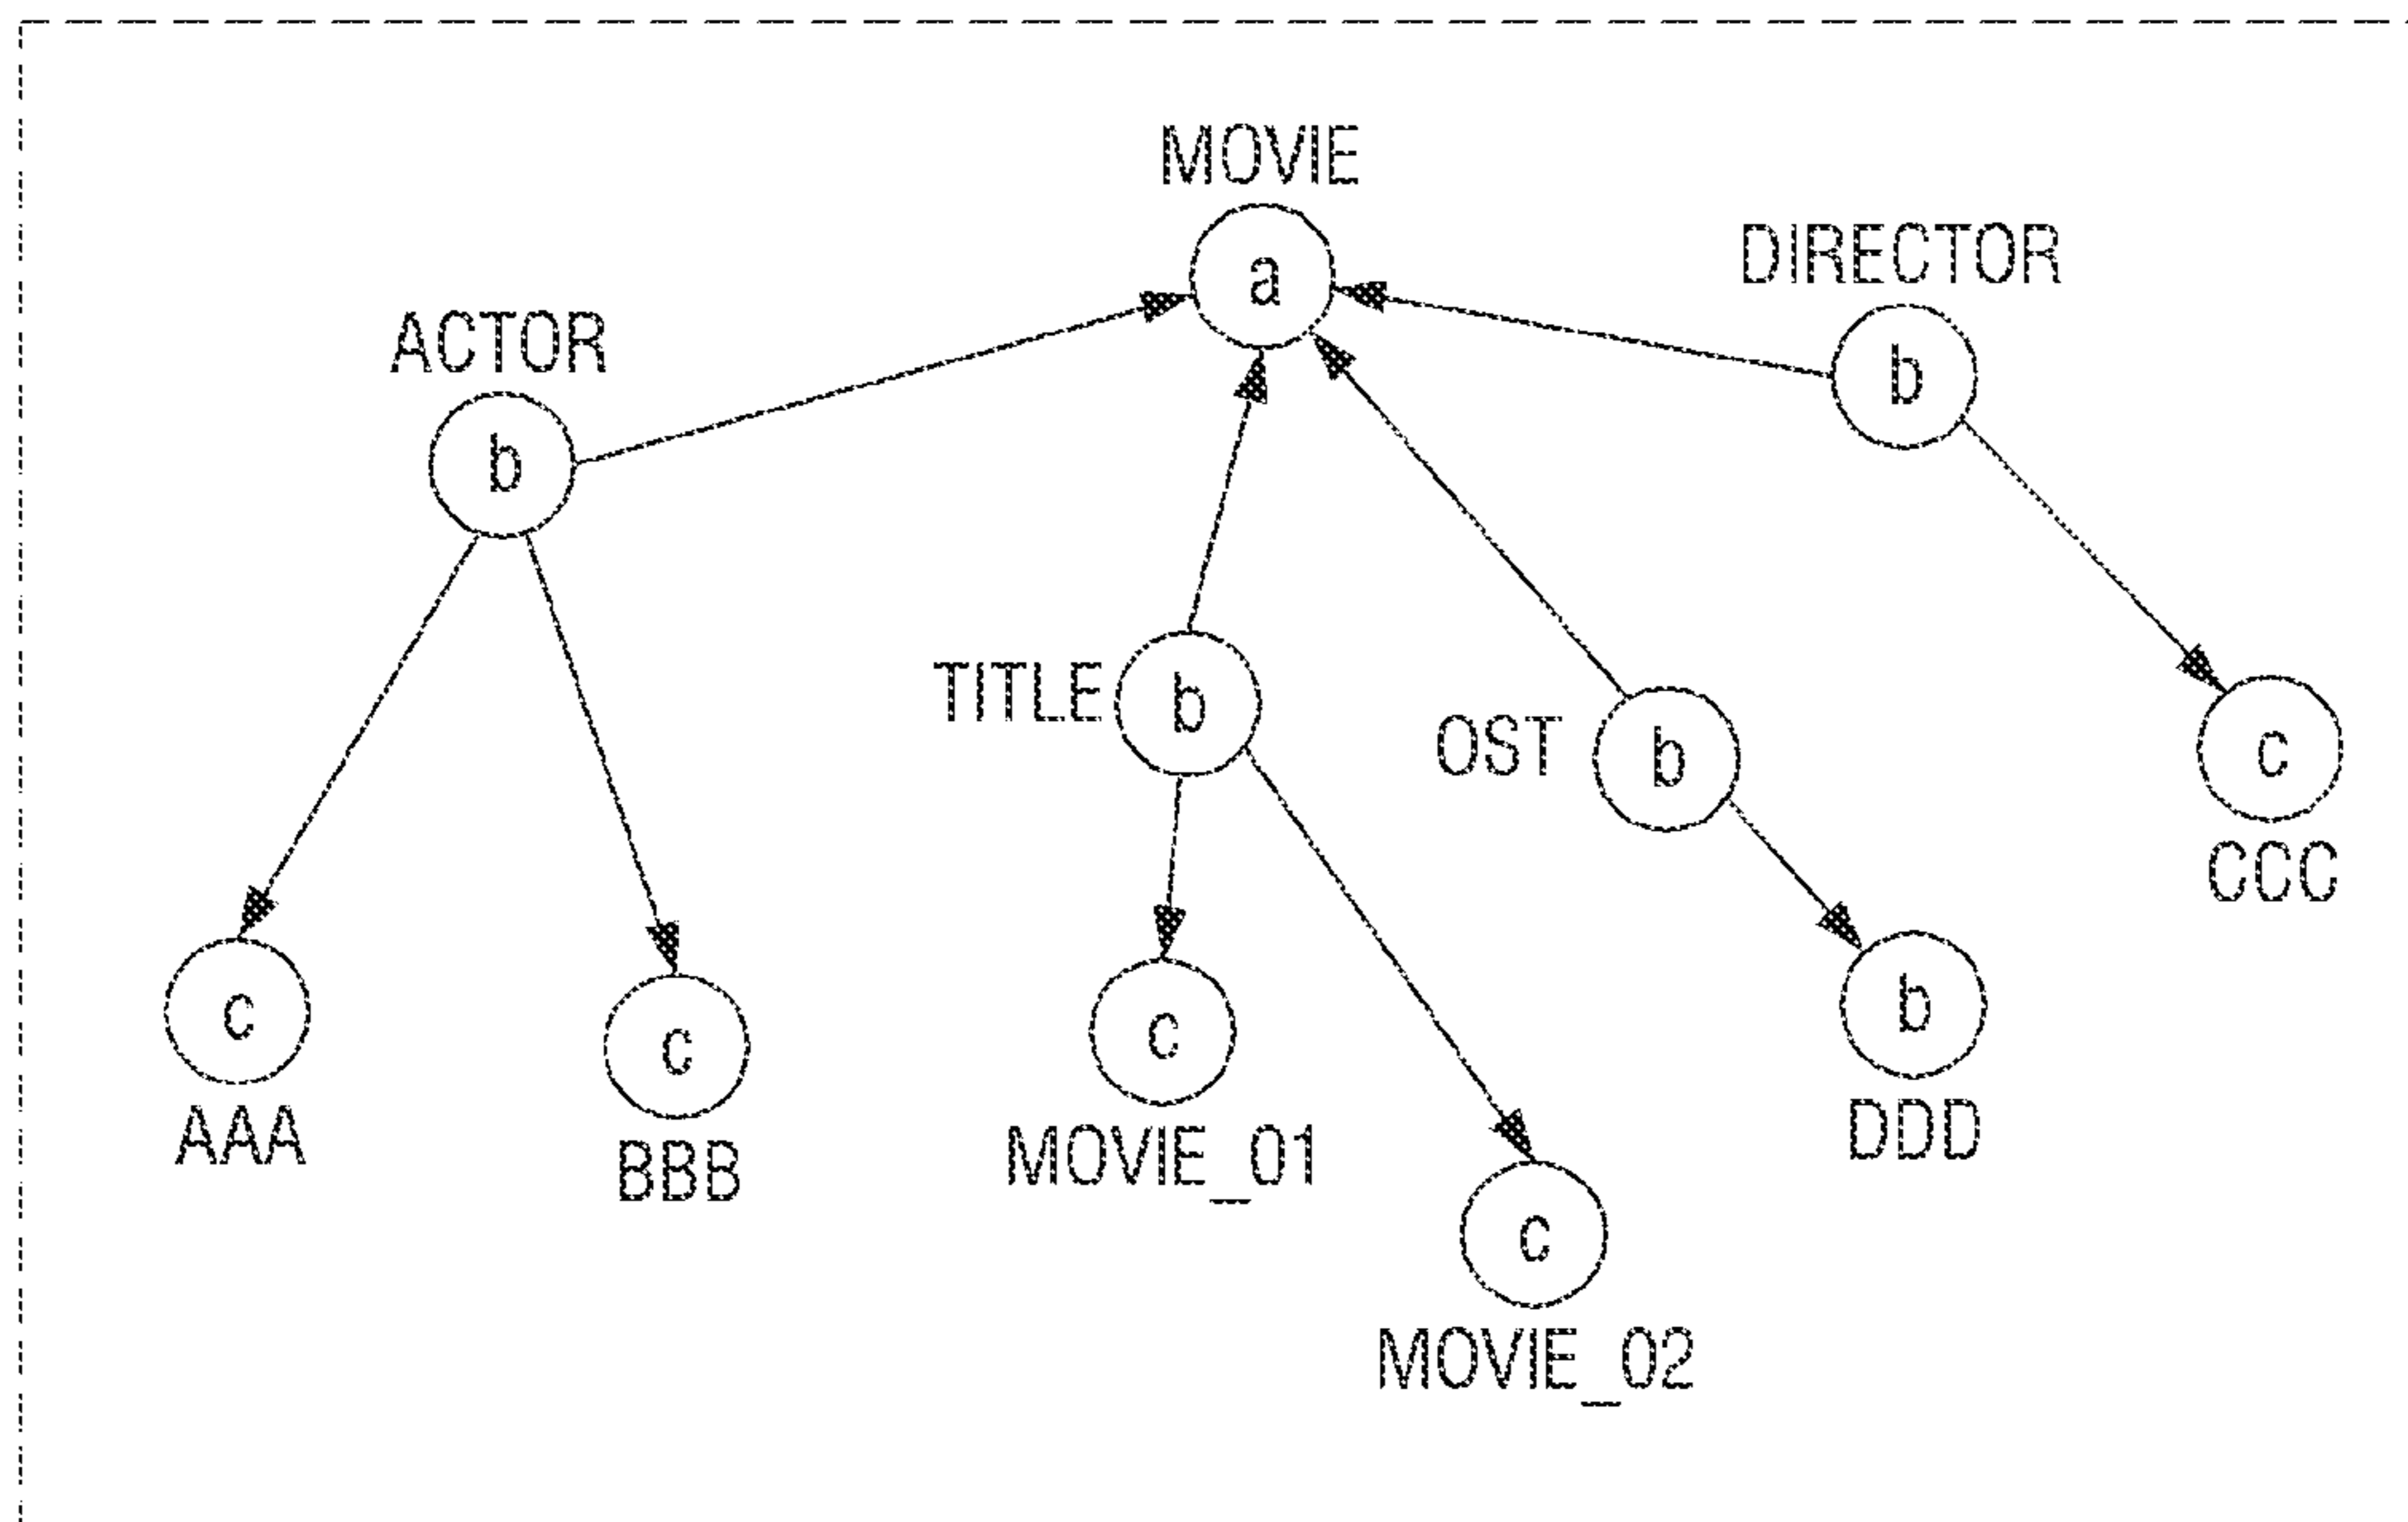 MOVIE
a
DIRECTOR
b
ACTOR
b
TITLE
b
OST
b
c
CCC
c
AAA
c
BBB
c
MOVIE_01
b
DDD
c
MOVIE_02